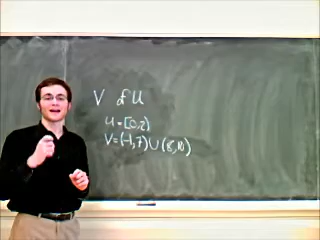 V of U
U=[0,2)
V=(-1,7)∪(8,10)